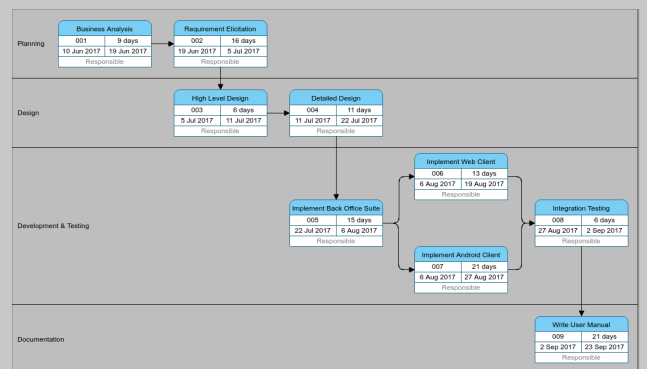 Planning
Business Analysis
001 9 days
10 Jun 2017 19 Jun 2017
Responsible
Requirement Elicitation
002 16 days
19 Jun 2017 5 Jul 2017
Responsible
Design
High Level Design
003 6 days
5 Jul 2017 11 Jul 2017
Responsible
Detailed Design
004 11 days
11 Jul 2017 22 Jul 2017
Responsible
Development & Testing
Implement Back Office Suite
005 15 days
22 Jul 2017 6 Aug 2017
Responsible
Implement Web Client
006 13 days
6 Aug 2017 19 Aug 2017
Responsible
Implement Android Client
007 21 days
6 Aug 2017 27 Aug 2017
Responsible
Integration Testing
008 6 days
27 Aug 2017 2 Sep 2017
Responsible
Documentation
Write User Manual
009 21 days
2 Sep 2017 23 Sep 2017
Responsible